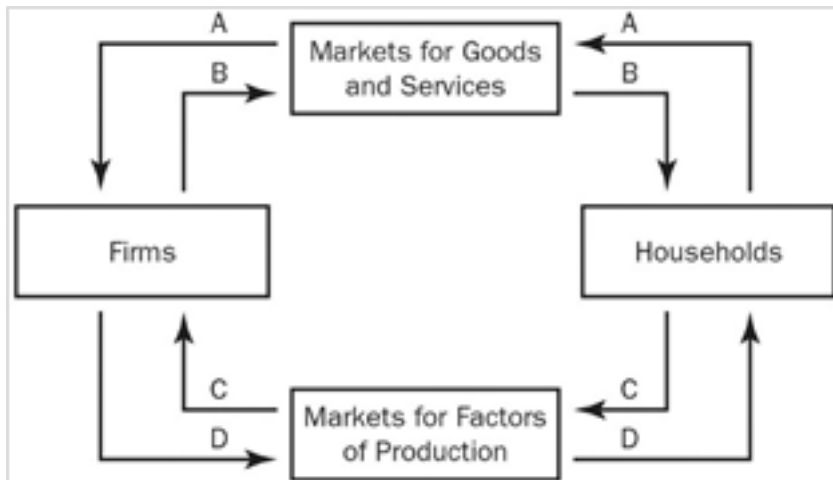 A
Markets for Goods
and Services
A
B
B
Firms
Households
C
Markets for Factors
of Production
C
D
D